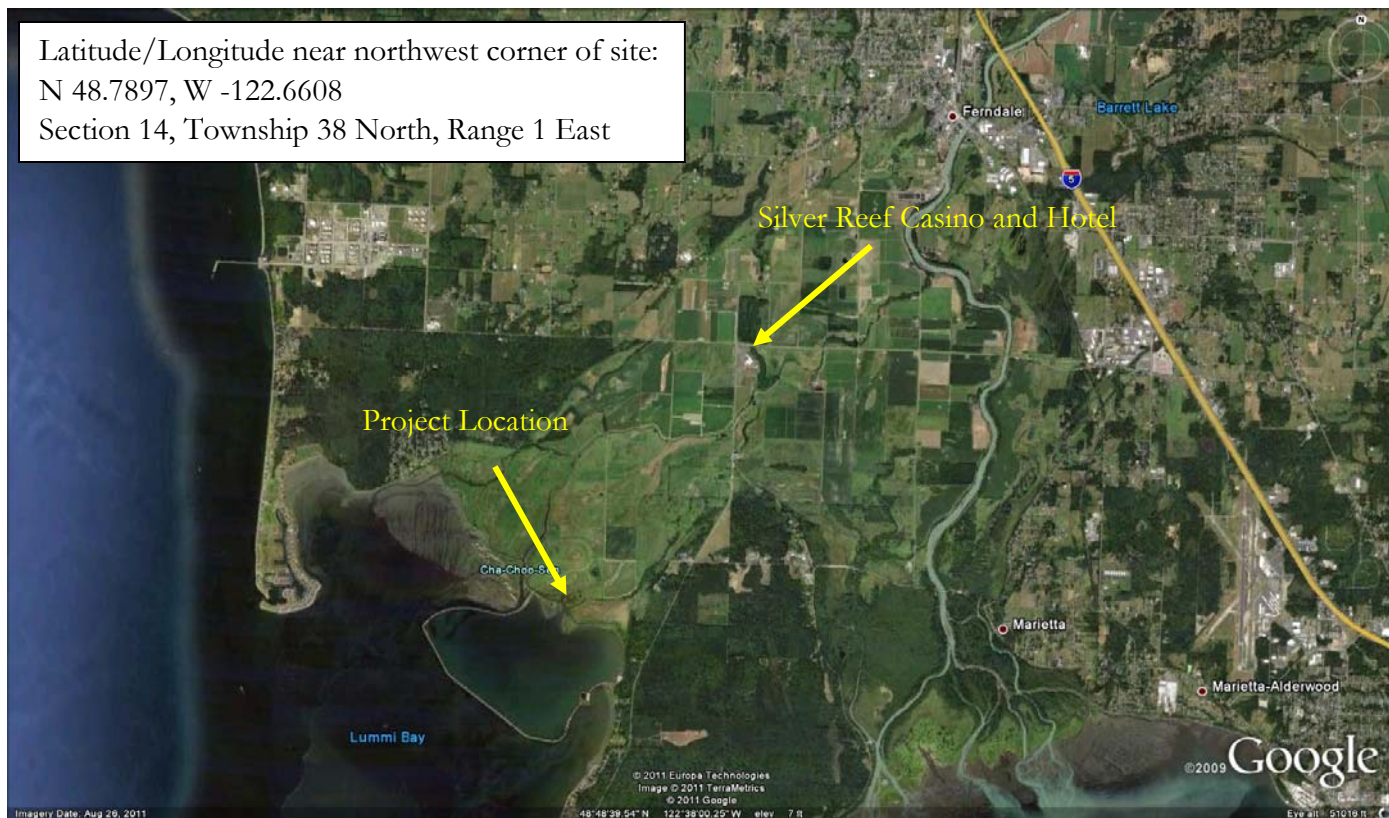 Latitude/Longitude near northwest corner of site:
N 48.7897, W -122.6608
Section 14, Township 38 North, Range 1 East
N
Ferndale
Barrett Lake
5
Silver Reef Casino and Hotel
Project Location
Cha-Choo-Sen
Marietta
Marietta-Alderwood
Lummi Bay
© 2011 Europa Technologies
Image © 2011 TerraMetrics
© 2011 Google
©2009 Google
Imagery Date: Aug 26, 2011
48°48'39.54" N 122°38'00.25" W elev 7 ft
Eye alt 51016 ft